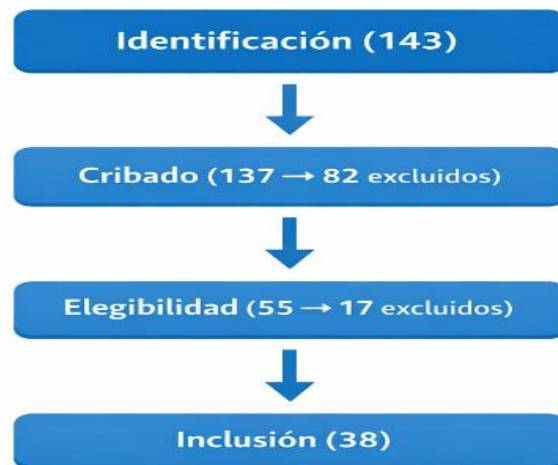 Identificación (143)
Cribado (137 → 82 excluidos)
Elegibilidad (55 → 17 excluidos)
Inclusión (38)